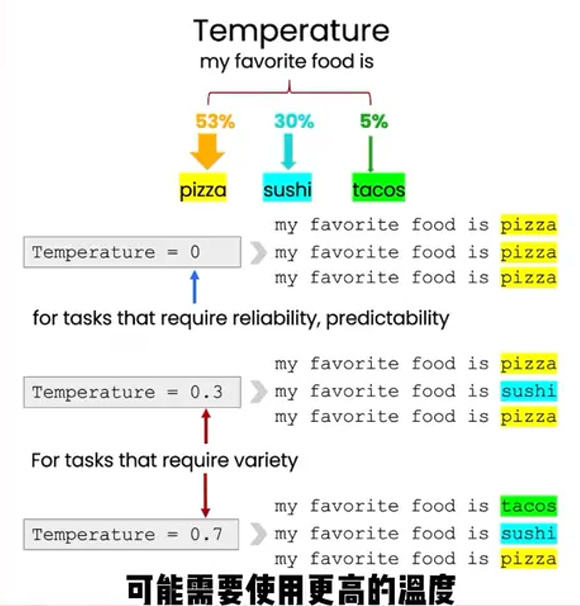 Temperature
my favorite food is
53% 30% 5%
pizza sushi tacos
my favorite food is pizza
Temperature = 0 my favorite food is pizza
my favorite food is pizza
for tasks that require reliability, predictability
my favorite food is pizza
Temperature = 0.3 my favorite food is sushi
my favorite food is pizza
For tasks that require variety
my favorite food is tacos
Temperature = 0.7 my favorite food is sushi
my favorite food is pizza
可能需要使用更高的溫度